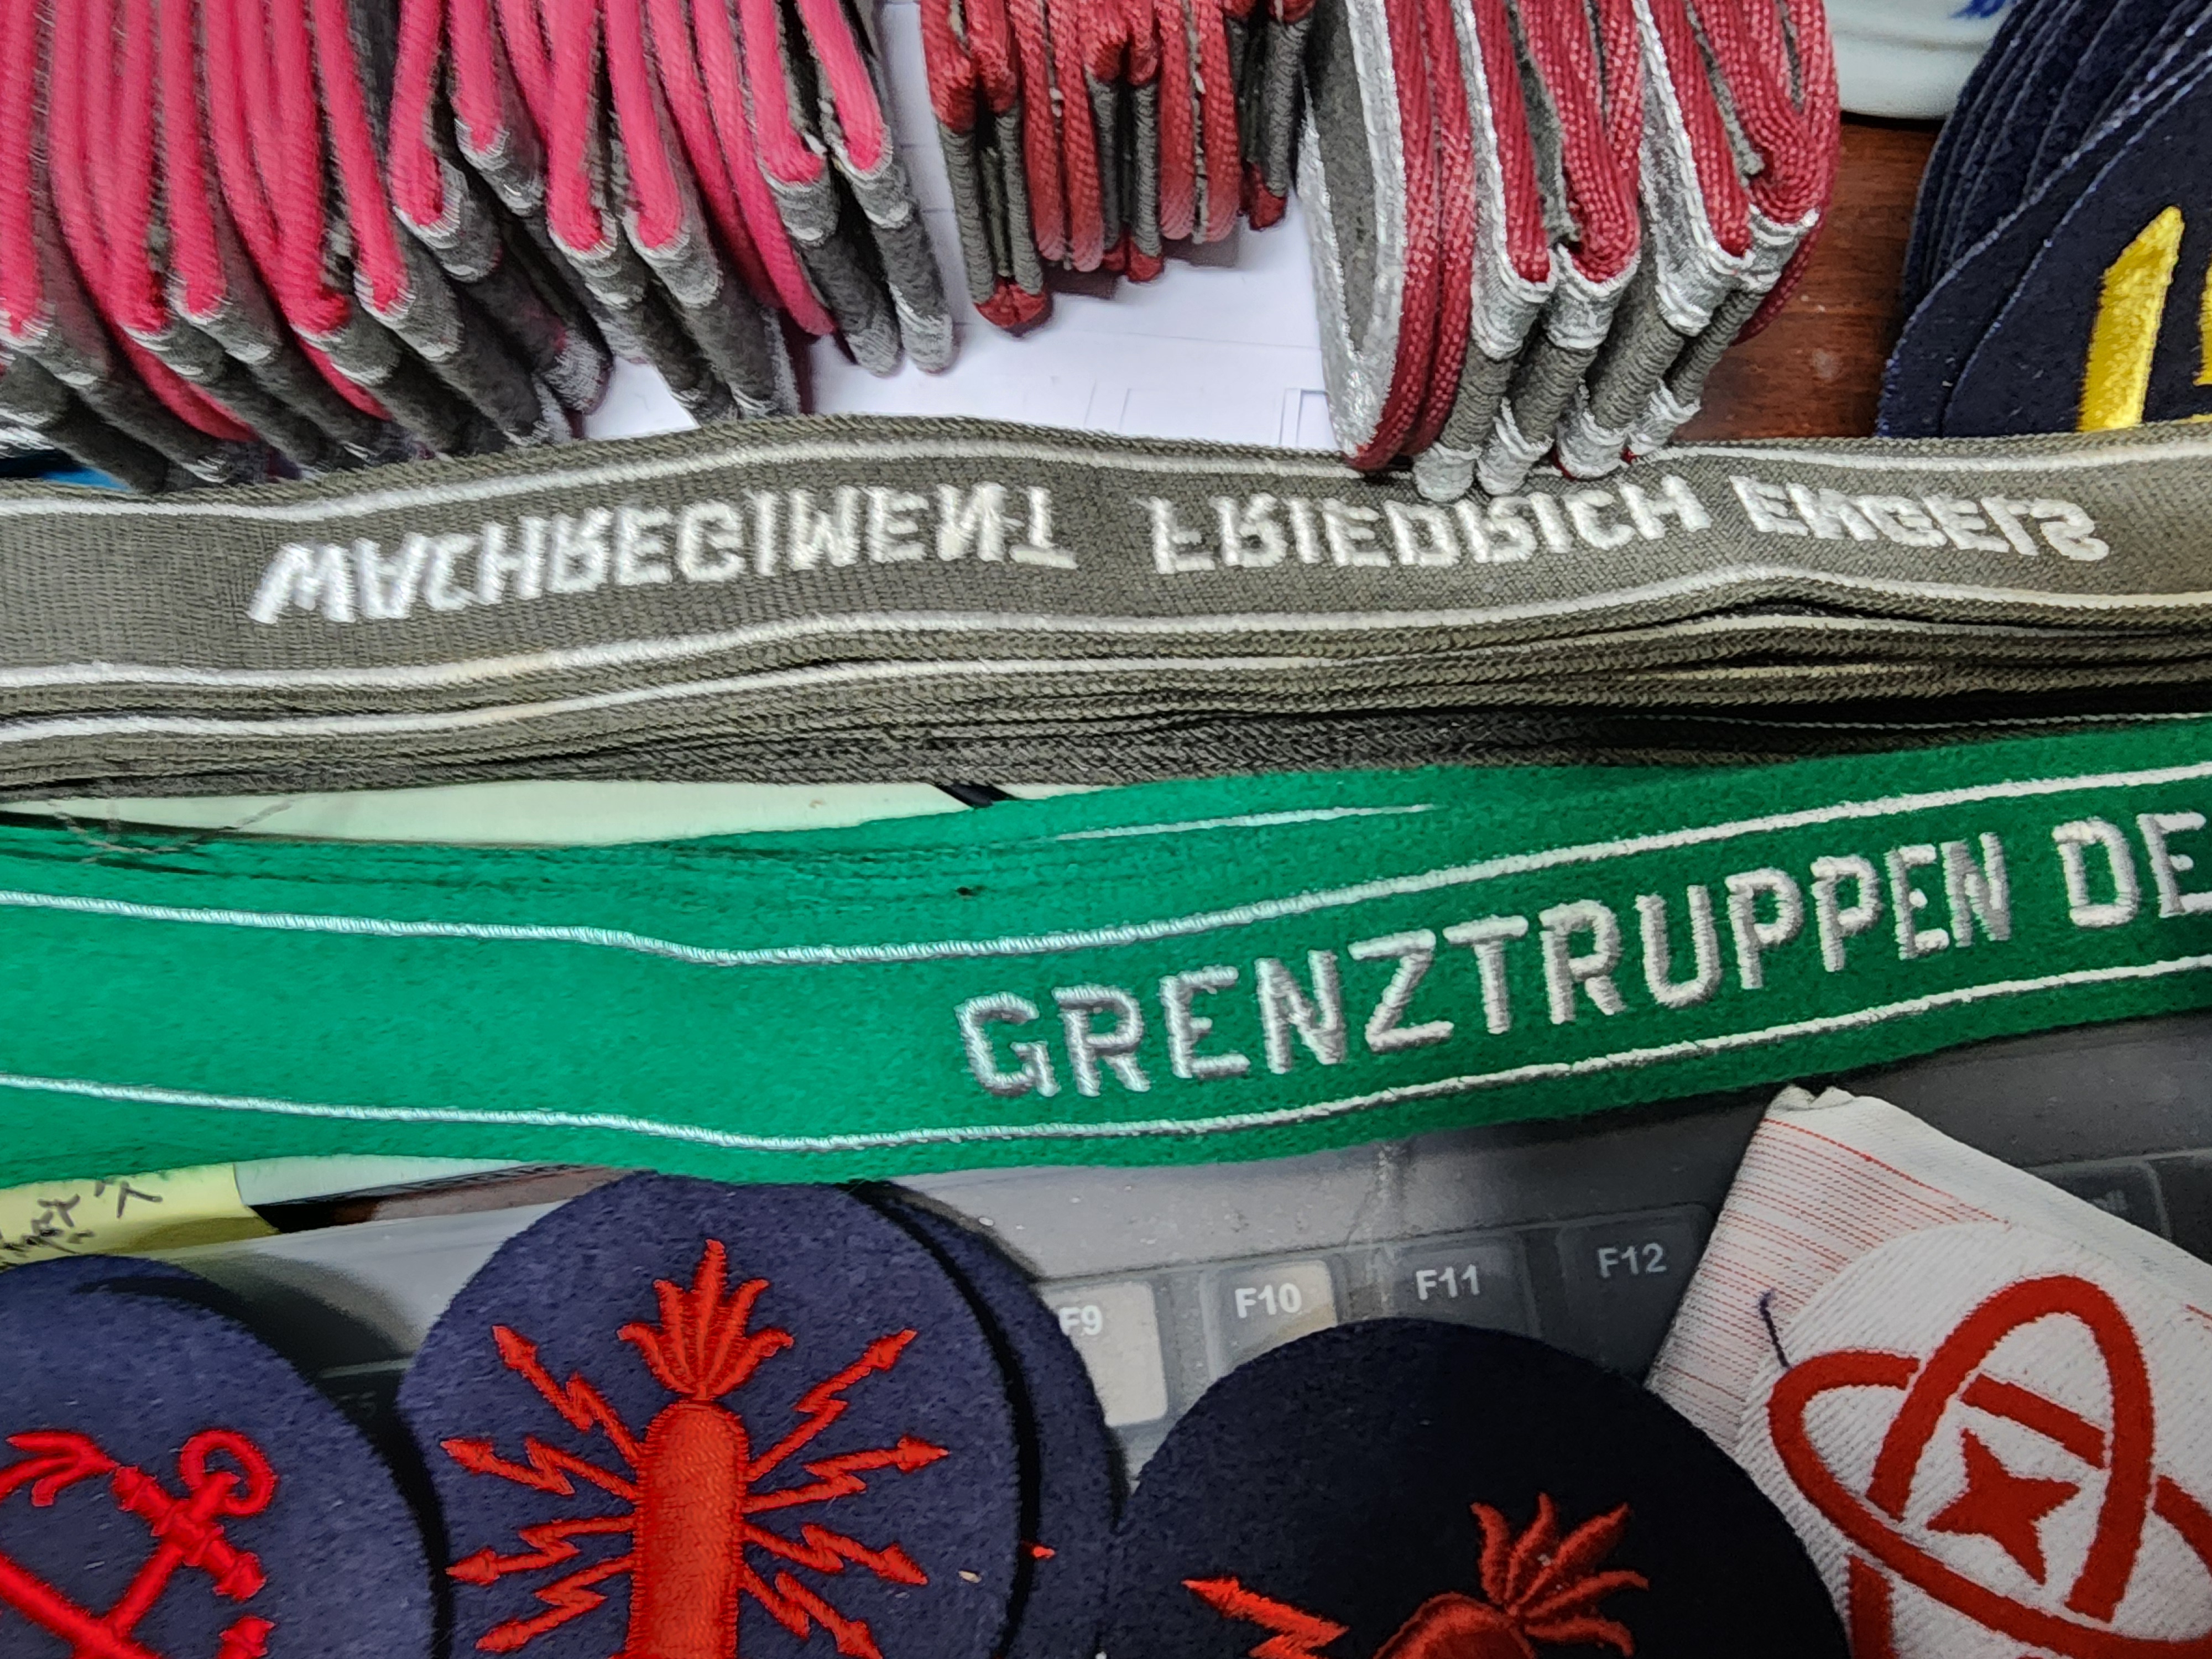 WACHREGIMENT FRIEDRICH ENGELS
GRENZTRUPPEN DE
F9 F10 F11 F12